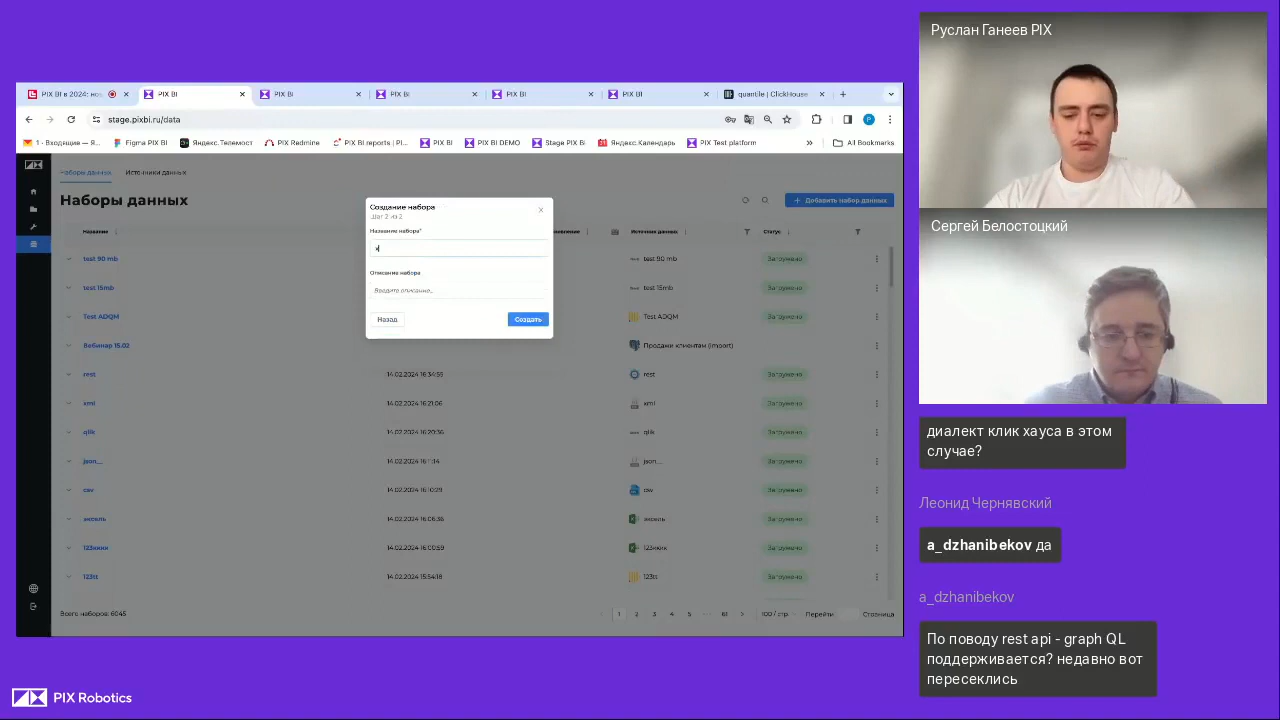 PIX BI в 2024: нов
PIX BI
PIX BI
PIX BI
PIX BI
PIX BI
quantile | ClickHouse
stage.pixbi.ru/data
1 · Входящие — Я...
Figma PIX BI
Яндекс.Телемост
PIX Redmine
PIX BI reports | Pi...
PIX BI
PIX BI DEMO
Stage PIX BI
Яндекс.Календарь
PIX Test platform
All Bookmarks
Наборы данных
Источники данных
Наборы данных
Добавить набор данных
Название
Источник данных
Статус
test 90 mb
test 90 mb
Загружено
test 15mb
test 15mb
Загружено
Test ADQM
Test ADQM
Загружено
Вебинар 15.02
Продажи клиентам (import)
rest
14.02.2024 16:34:55
rest
Загружено
xml
14.02.2024 16:21:06
xml
Загружено
qlik
14.02.2024 16:20:36
qlik
Загружено
json__
14.02.2024 16:11:14
json__
Загружено
csv
14.02.2024 16:10:29
csv
Загружено
эксель
14.02.2024 16:06:36
эксель
Загружено
14.02.2024 16:00:59
Загружено
123tt
14.02.2024 15:54:18
123tt
Загружено
Всего наборов: 6045
1 2 3 4 5 ··· 61
100 / стр.
Перейти
Страница
Создание набора
Шаг 2 из 2
Название набора*
Описание набора
Введите описание...
Назад
Создать
PIX Robotics
Руслан Ганеев PIX
Сергей Белостоцкий
диалект клик хауса в этом
случае?
Леонид Чернявский
a_dzhanibekov да
a_dzhanibekov
По поводу rest api - graph QL
поддерживается? недавно вот
пересеклись